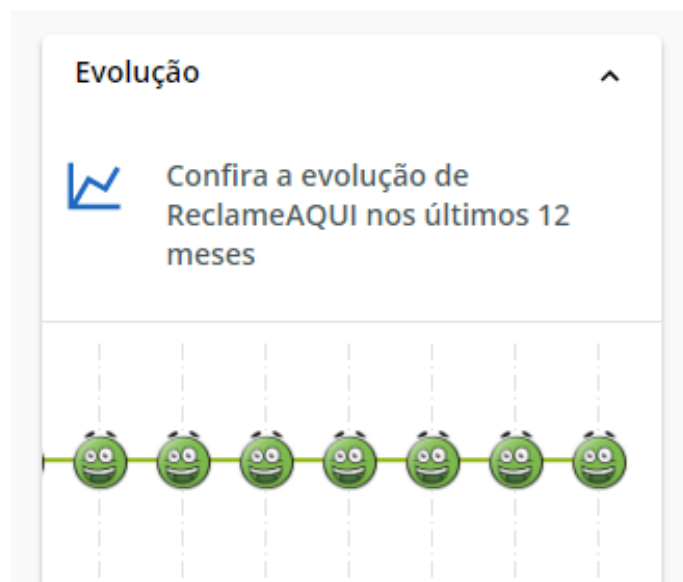 Evolução
Confira a evolução de
ReclameAQUI nos últimos 12
meses